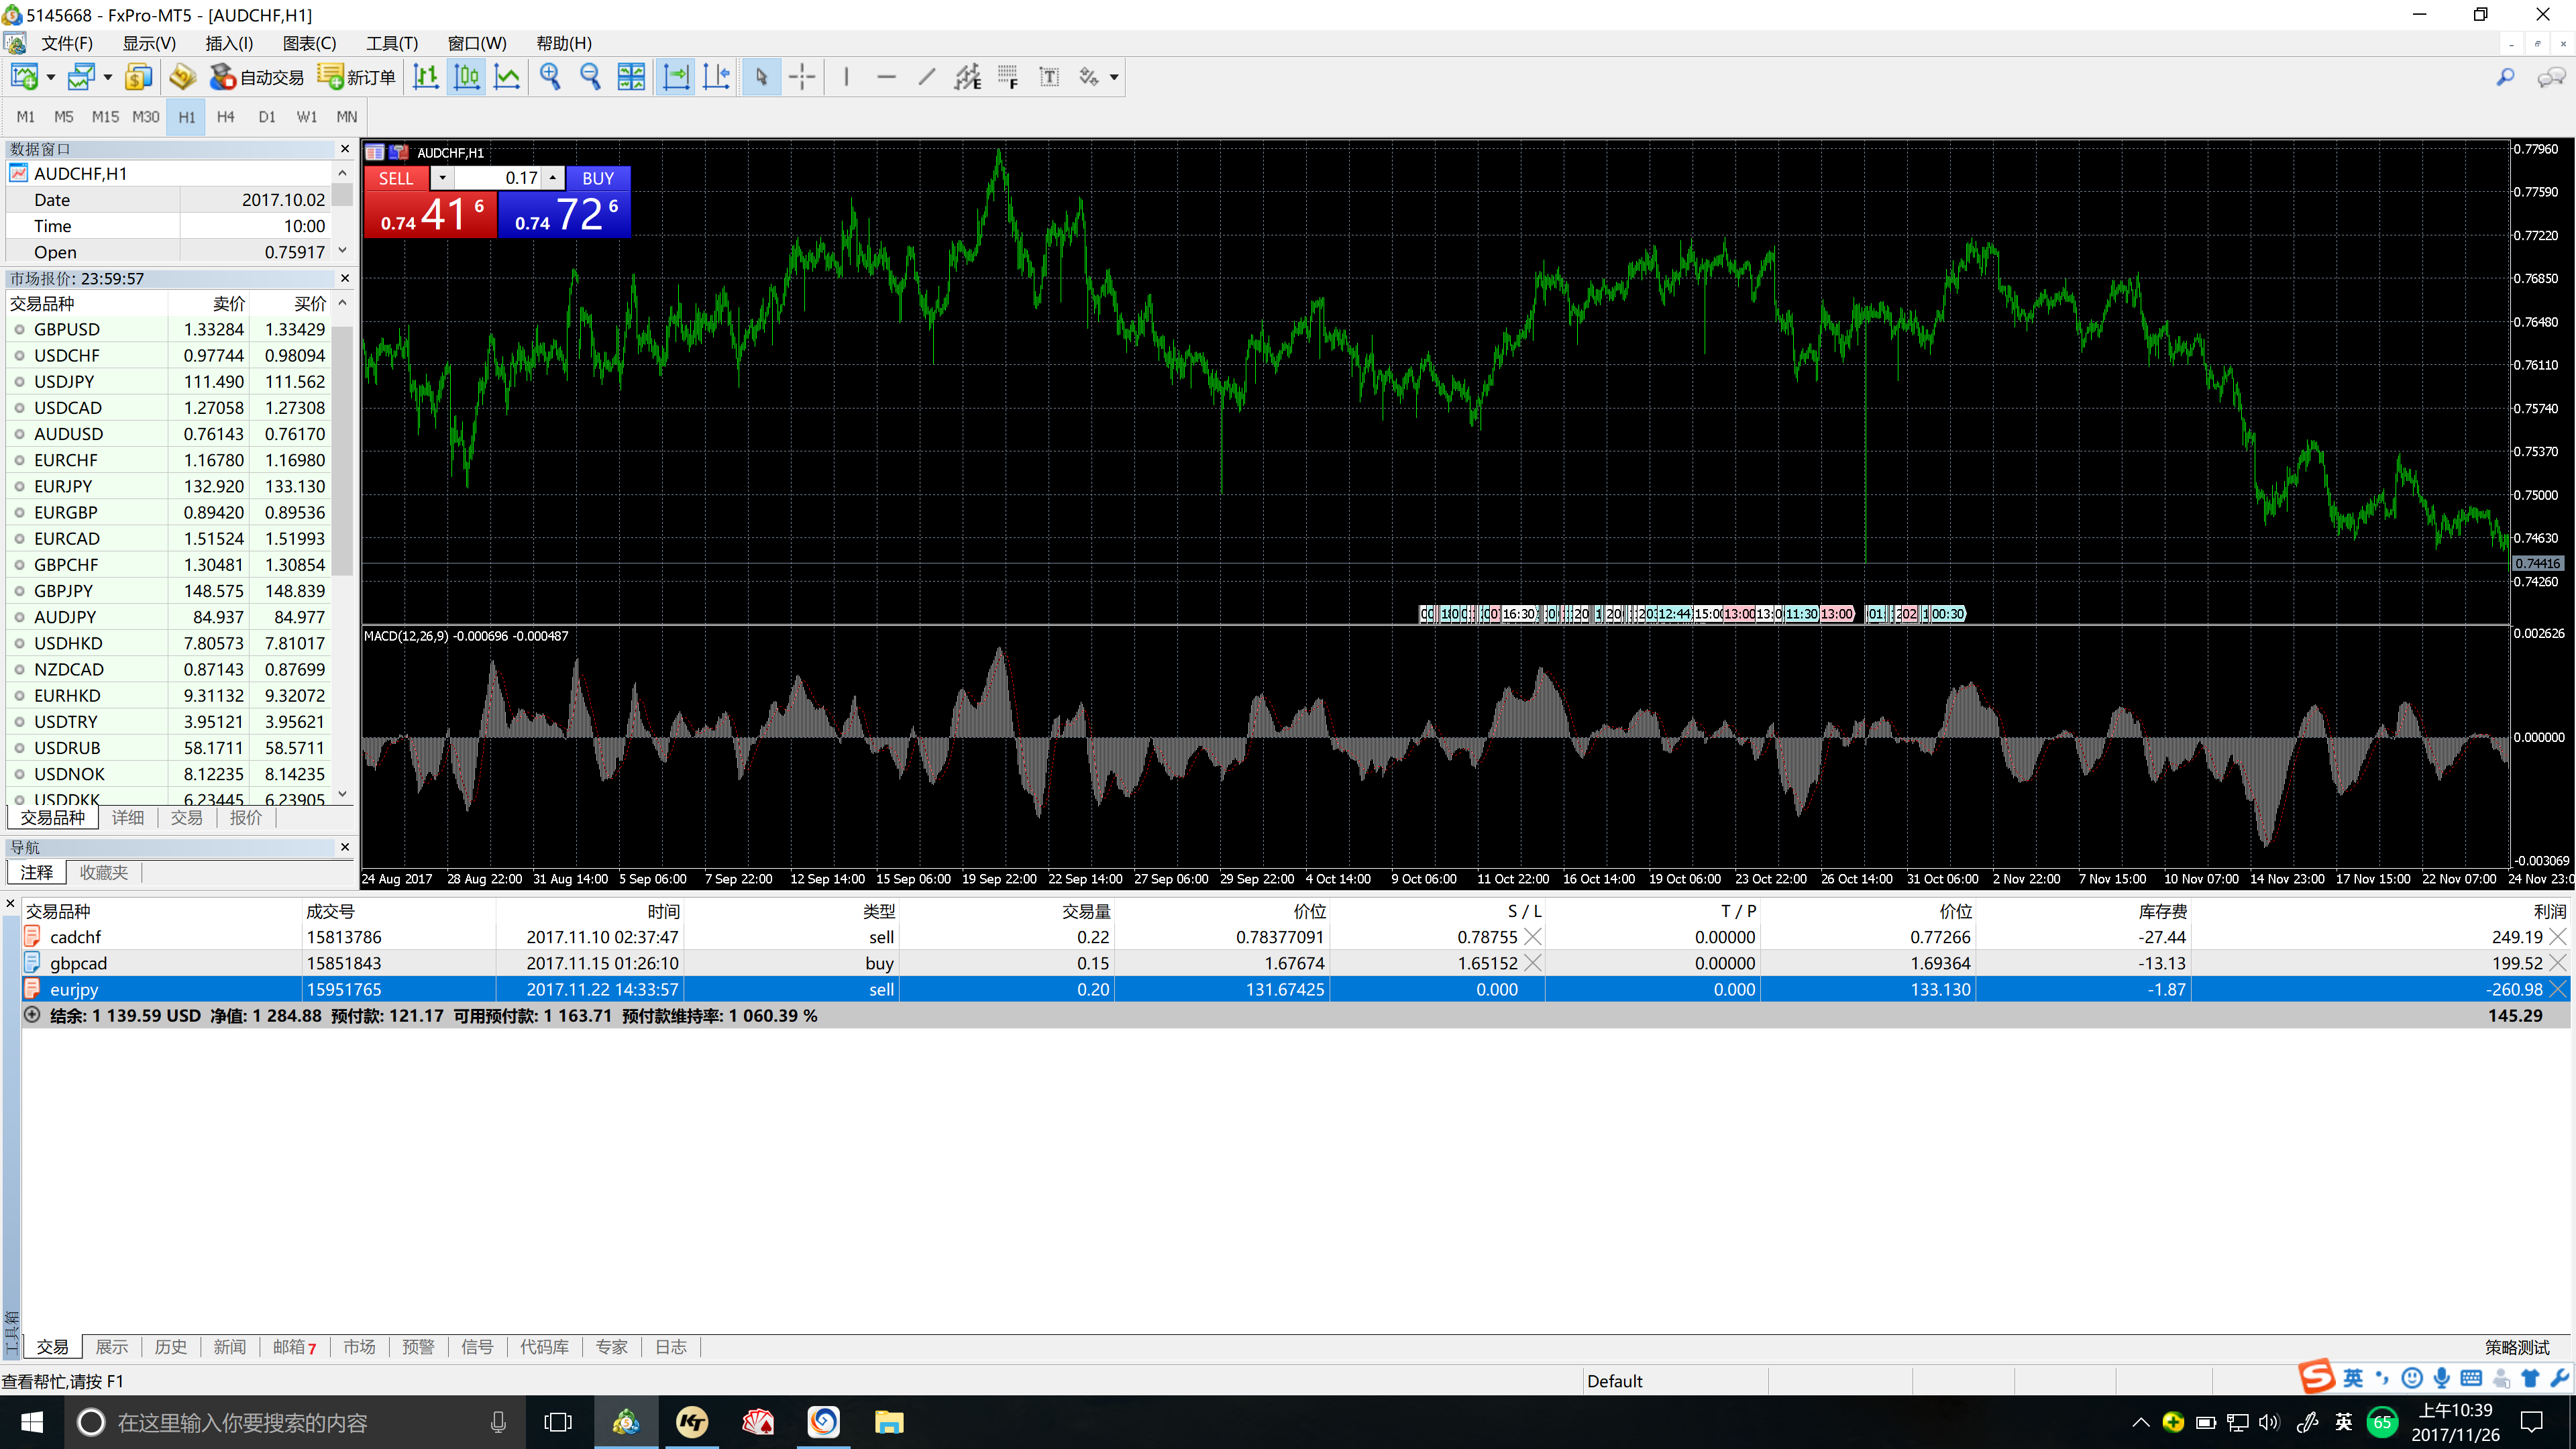 5145668 - FxPro-MT5 - [AUDCHF,H1]
文件(F) 显示(V) 插入(I) 图表(C) 工具(T) 窗口(W) 帮助(H)
自动交易 新订单
M1 M5 M15 M30 H1 H4 D1 W1 MN
数据窗口
AUDCHF,H1
Date 2017.10.02
Time 10:00
Open 0.75917
市场报价: 23:59:57
交易品种 卖价 买价
GBPUSD 1.33284 1.33429
USDCHF 0.97744 0.98094
USDJPY 111.490 111.562
USDCAD 1.27058 1.27308
AUDUSD 0.76143 0.76170
EURCHF 1.16780 1.16980
EURJPY 132.920 133.130
EURGBP 0.89420 0.89536
EURCAD 1.51524 1.51993
GBPCHF 1.30481 1.30854
GBPJPY 148.575 148.839
AUDJPY 84.937 84.977
USDHKD 7.80573 7.81017
NZDCAD 0.87143 0.87699
EURHKD 9.31132 9.32072
USDTRY 3.95121 3.95621
USDRUB 58.1711 58.5711
USDNOK 8.12235 8.14235
USDDKK 6.23445 6.23905
交易品种 详细 交易 报价
导航
注释 收藏夹
AUDCHF,H1
SELL 0.17 BUY
0.74 41 6 0.74 72 6
0.77960
0.77590
0.77220
0.76850
0.76480
0.76110
0.75740
0.75370
0.75000
0.74630
0.74416
0.74260
16:30 12:44 15:00 13:00 11:30 13:00 00:30
MACD(12,26,9) -0.000696 -0.000487
0.002626
0.000000
-0.003069
24 Aug 2017 28 Aug 22:00 31 Aug 14:00 5 Sep 06:00 7 Sep 22:00 12 Sep 14:00 15 Sep 06:00 19 Sep 22:00 22 Sep 14:00 27 Sep 06:00 29 Sep 22:00 4 Oct 14:00 9 Oct 06:00 11 Oct 22:00 16 Oct 14:00 19 Oct 06:00 23 Oct 22:00 26 Oct 14:00 31 Oct 06:00 2 Nov 22:00 7 Nov 15:00 10 Nov 07:00 14 Nov 23:00 17 Nov 15:00 22 Nov 07:00 24 Nov 23:0
交易品种 成交号 时间 类型 交易量 价位 S / L T / P 价位 库存费 利润
cadchf 15813786 2017.11.10 02:37:47 sell 0.22 0.78377091 0.78755 0.00000 0.77266 -27.44 249.19
gbpcad 15851843 2017.11.15 01:26:10 buy 0.15 1.67674 1.65152 0.00000 1.69364 -13.13 199.52
eurjpy 15951765 2017.11.22 14:33:57 sell 0.20 131.67425 0.000 0.000 133.130 -1.87 -260.98
结余: 1 139.59 USD 净值: 1 284.88 预付款: 121.17 可用预付款: 1 163.71 预付款维持率: 1 060.39 % 145.29
工具箱
交易 展示 历史 新闻 邮箱 7 市场 预警 信号 代码库 专家 日志 策略测试
查看帮忙,请按 F1 Default
英
在这里输入你要搜索的内容
英 65 上午10:39
2017/11/26